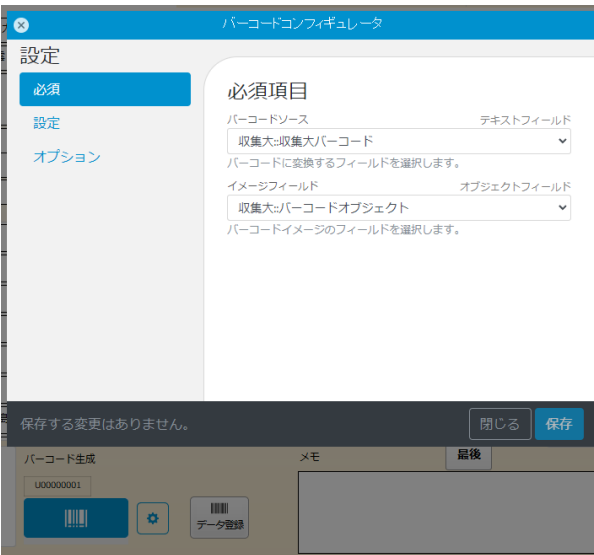 バーコードコンフィギュレータ
設定
必須
設定
オプション
必須項目
バーコードソース
テキストフィールド
収集大::収集大バーコード
バーコードに変換するフィールドを選択します。
イメージフィールド
オブジェクトフィールド
収集大::バーコードオブジェクト
バーコードイメージのフィールドを選択します。
保存する変更はありません。
閉じる
保存
バーコード生成
メモ
最後
U00000001
データ登録